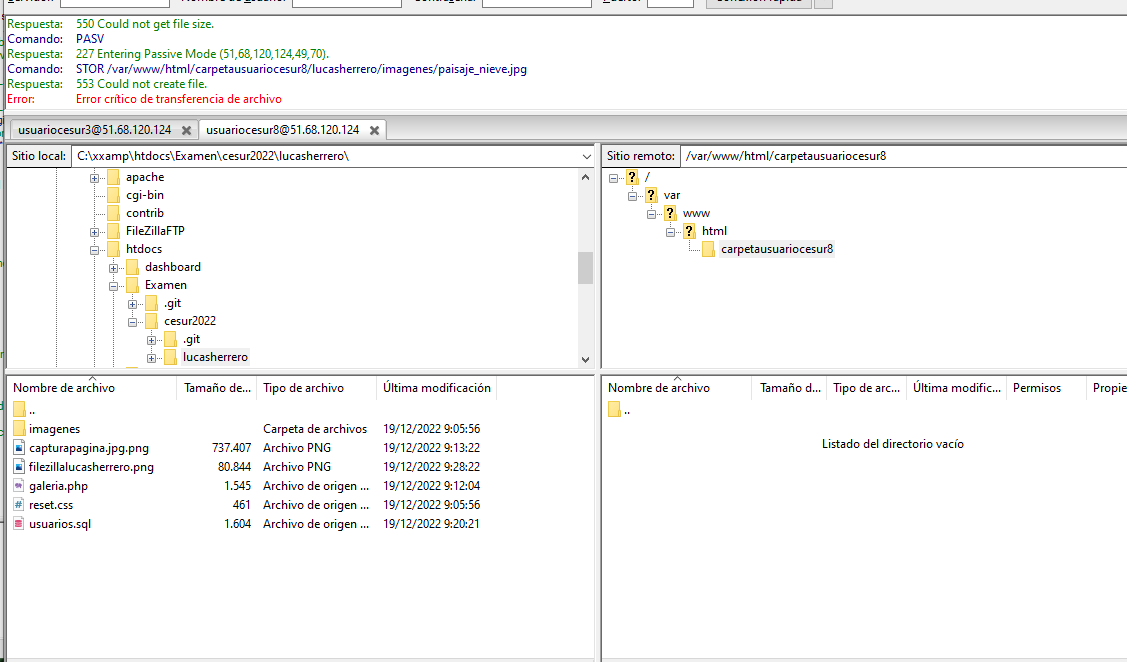 Respuesta: 550 Could not get file size.
Comando: PASV
Respuesta: 227 Entering Passive Mode (51,68,120,124,49,70).
Comando: STOR /var/www/html/carpetausuariocesur8/lucasherrero/imagenes/paisaje_nieve.jpg
Respuesta: 553 Could not create file.
Error: Error crítico de transferencia de archivo
usuariocesur3@51.68.120.124 usuariocesur8@51.68.120.124
Sitio local: C:\xxamp\htdocs\Examen\cesur2022\lucasherrero\
apache
cgi-bin
contrib
FileZillaFTP
htdocs
dashboard
Examen
.git
cesur2022
.git
lucasherrero
Sitio remoto: /var/www/html/carpetausuariocesur8
/
var
www
html
carpetausuariocesur8
Nombre de archivo Tamaño de... Tipo de archivo Última modificación
..
imagenes Carpeta de archivos 19/12/2022 9:05:56
capturapagina.jpg.png 737.407 Archivo PNG 19/12/2022 9:13:22
filezillalucasherrero.png 80.844 Archivo PNG 19/12/2022 9:28:22
galeria.php 1.545 Archivo de origen ... 19/12/2022 9:12:04
reset.css 461 Archivo de origen ... 19/12/2022 9:05:56
usuarios.sql 1.604 Archivo de origen ... 19/12/2022 9:20:21
Nombre de archivo Tamaño d... Tipo de arc... Última modific... Permisos Propie
..
Listado del directorio vacío